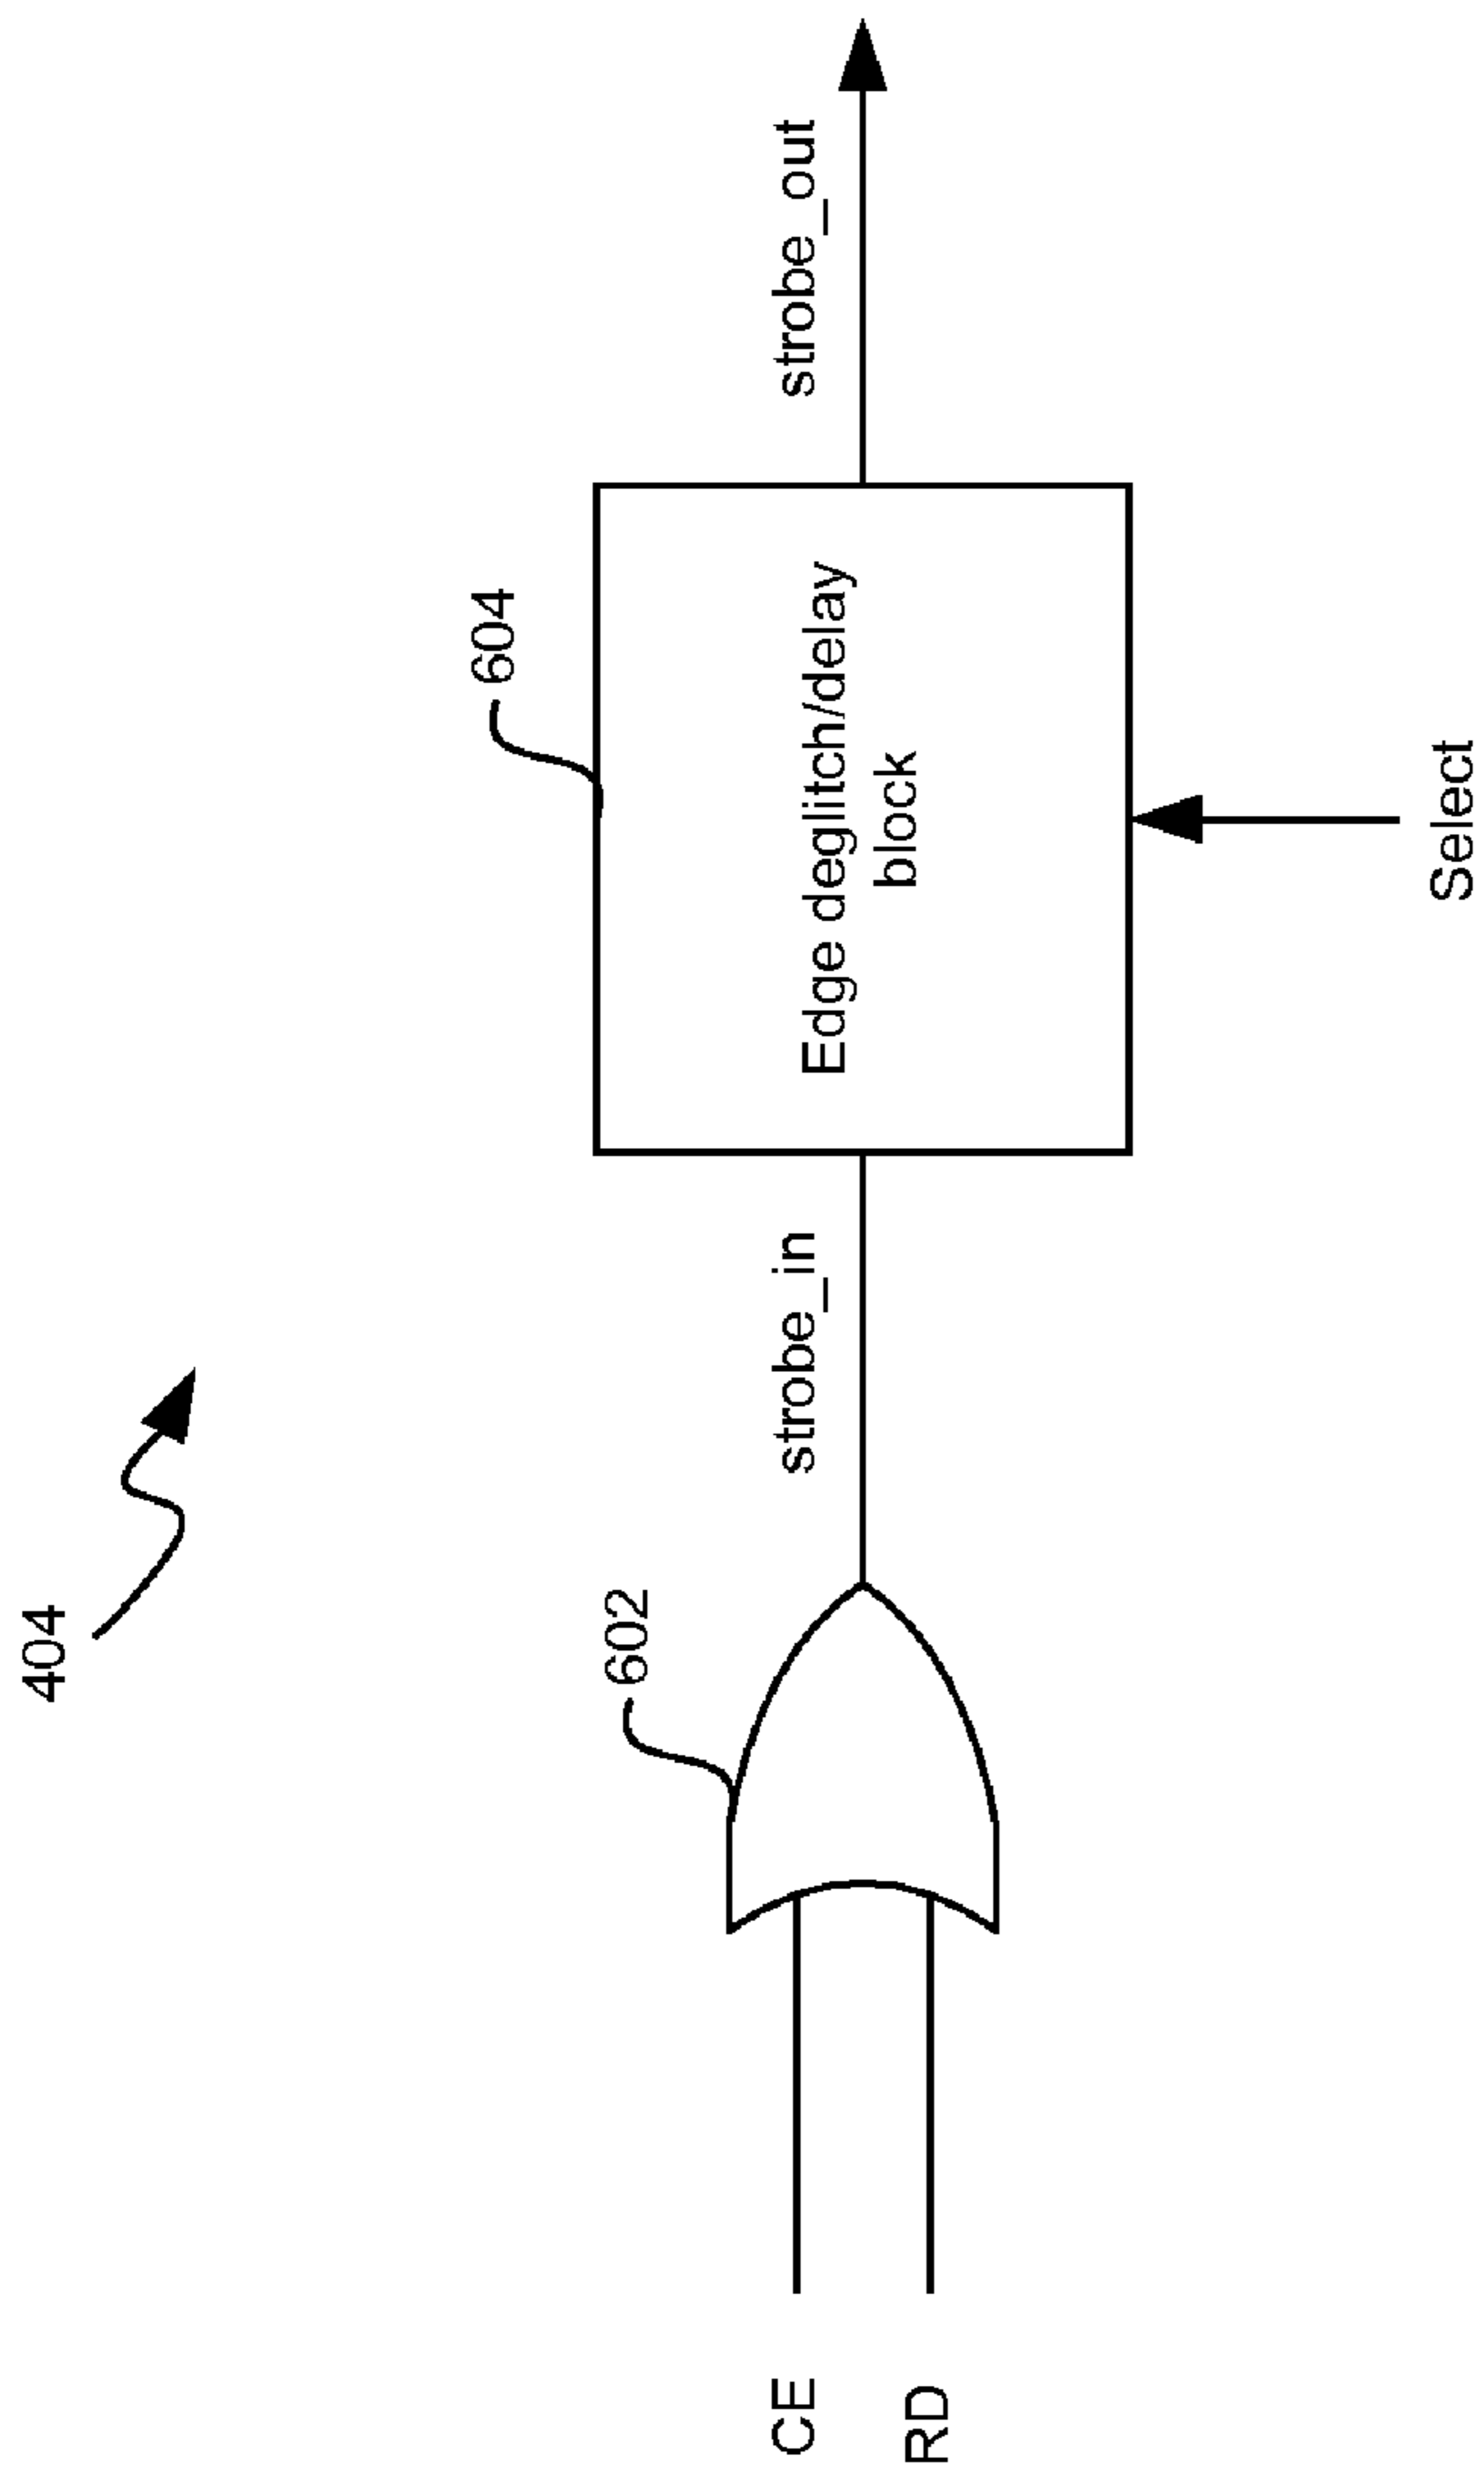 404
602
604
CE
RD
strobe_in
Edge deglitch/delay
block
strobe_out
Select